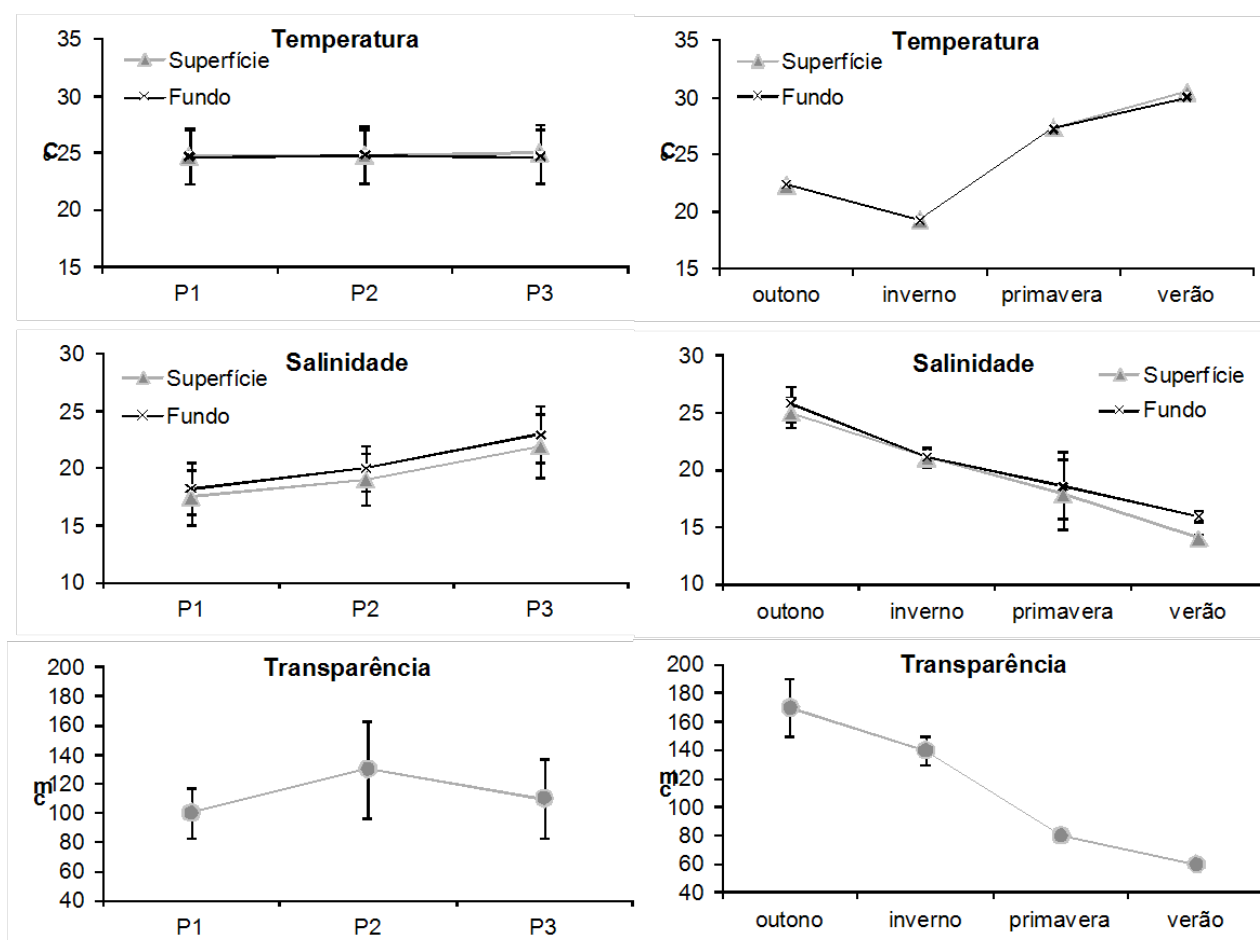 Temperatura
Superfície
Fundo
35
30
25
20
15
°C
P1 P2 P3
Temperatura
Superfície
Fundo
35
30
25
20
15
°C
outono inverno primavera verão
Salinidade
Superfície
Fundo
30
25
20
15
10
P1 P2 P3
Salinidade
Superfície
Fundo
30
25
20
15
10
outono inverno primavera verão
Transparência
200
180
160
140
120
100
80
60
40
cm
P1 P2 P3
Transparência
200
180
160
140
120
100
80
60
40
cm
outono inverno primavera verão